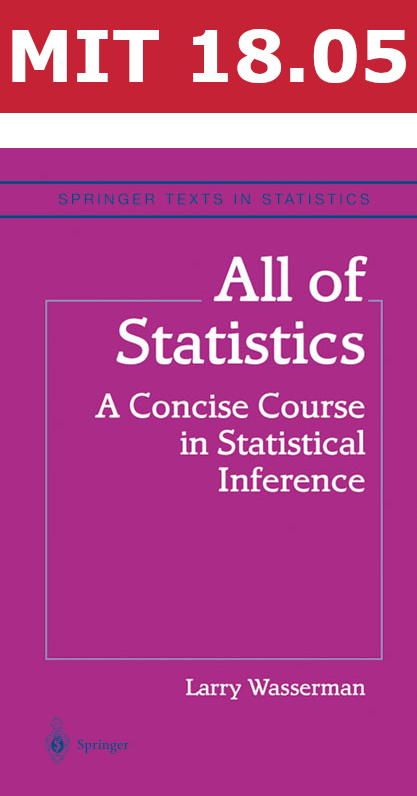 MIT 18.05
SPRINGER TEXTS IN STATISTICS
All of
Statistics
A Concise Course
in Statistical
Inference
Larry Wasserman
Springer